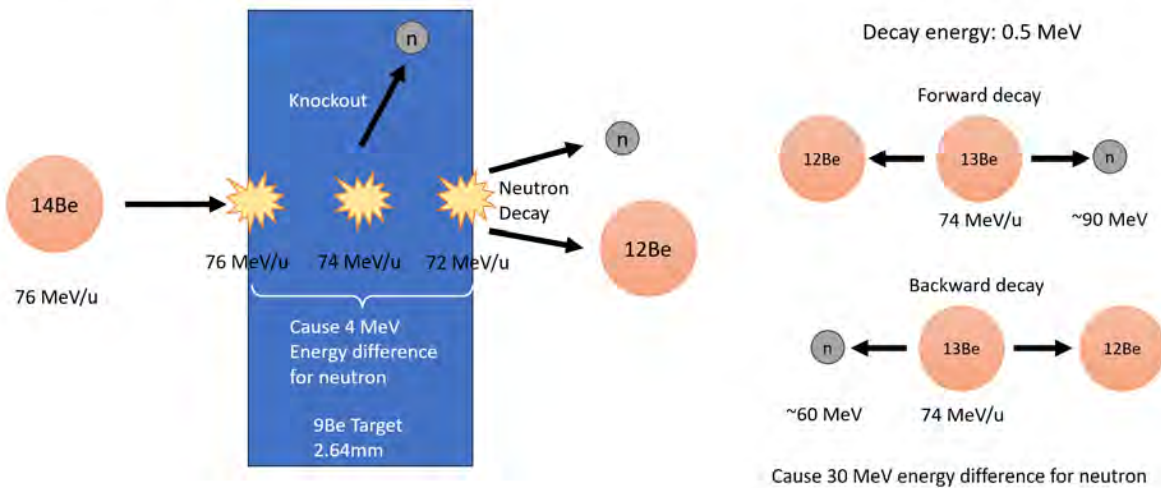 14Be
76 MeV/u
Knockout
n
76 MeV/u
74 MeV/u
72 MeV/u
Cause 4 MeV
Energy difference
for neutron
9Be Target
2.64mm
n
Neutron
Decay
12Be
Decay energy: 0.5 MeV
Forward decay
12Be
13Be
n
74 MeV/u
~90 MeV
Backward decay
n
13Be
12Be
~60 MeV
74 MeV/u
Cause 30 MeV energy difference for neutron